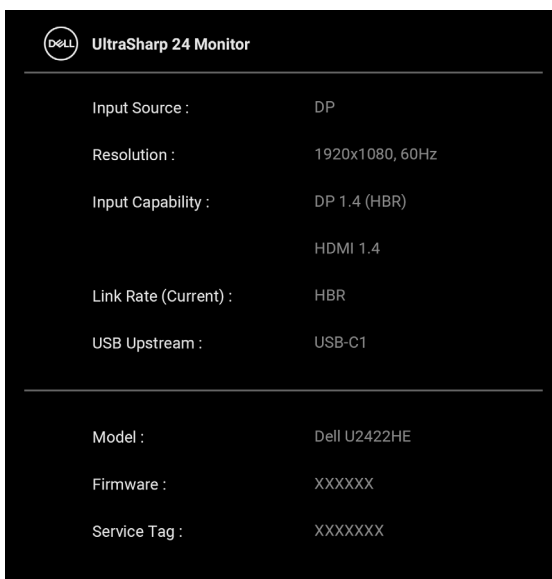 DELL UltraSharp 24 Monitor
Input Source : DP
Resolution : 1920x1080, 60Hz
Input Capability : DP 1.4 (HBR)
HDMI 1.4
Link Rate (Current) : HBR
USB Upstream : USB-C1
Model : Dell U2422HE
Firmware : XXXXXX
Service Tag : XXXXXXX